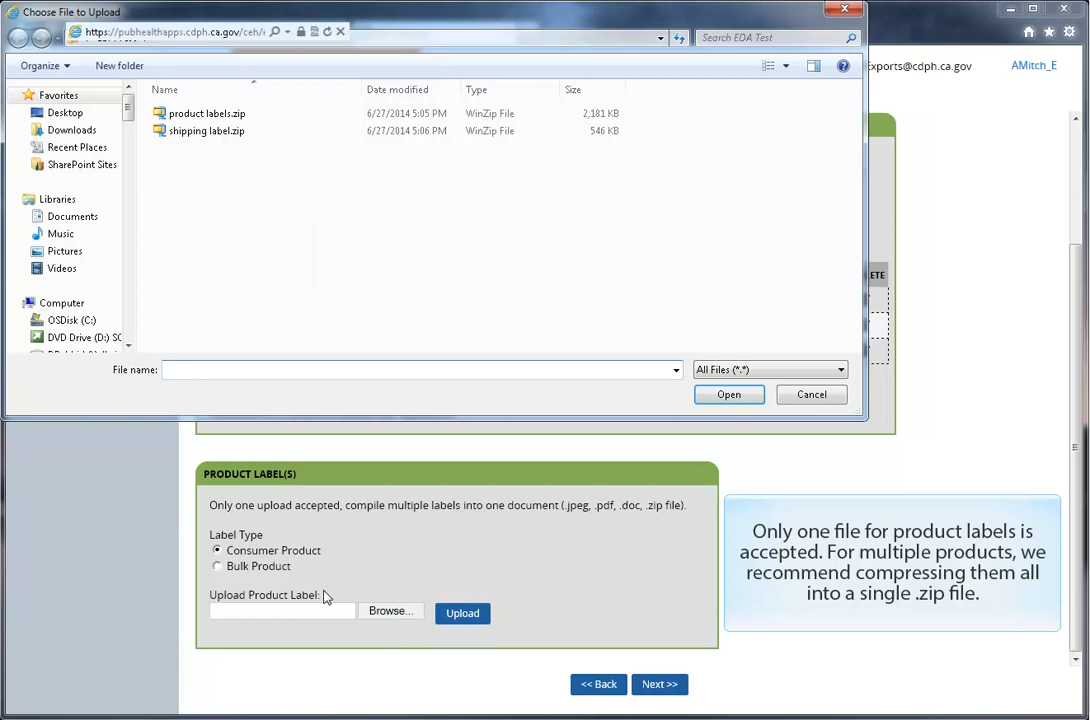 Choose File to Upload
https://pubhealthapps.cdph.ca.gov/ceh/e
Search EDA Test
Exports@cdph.ca.gov
AMitch_E
Organize
New folder
Favorites
Desktop
Downloads
Recent Places
SharePoint Sites
Libraries
Documents
Music
Pictures
Videos
Computer
OSDisk (C:)
DVD Drive (D:) SC
Name
Date modified
Type
Size
product labels.zip
6/27/2014 5:05 PM
WinZip File
2,181 KB
shipping label.zip
6/27/2014 5:06 PM
WinZip File
546 KB
ETE
File name:
All Files (*.*)
Open
Cancel
PRODUCT LABEL(S)
Only one upload accepted, compile multiple labels into one document (.jpeg, .pdf, .doc, .zip file).
Label Type
Consumer Product
Bulk Product
Upload Product Label:
Browse...
Upload
Only one file for product labels is
accepted. For multiple products, we
recommend compressing them all
into a single .zip file.
<< Back
Next >>